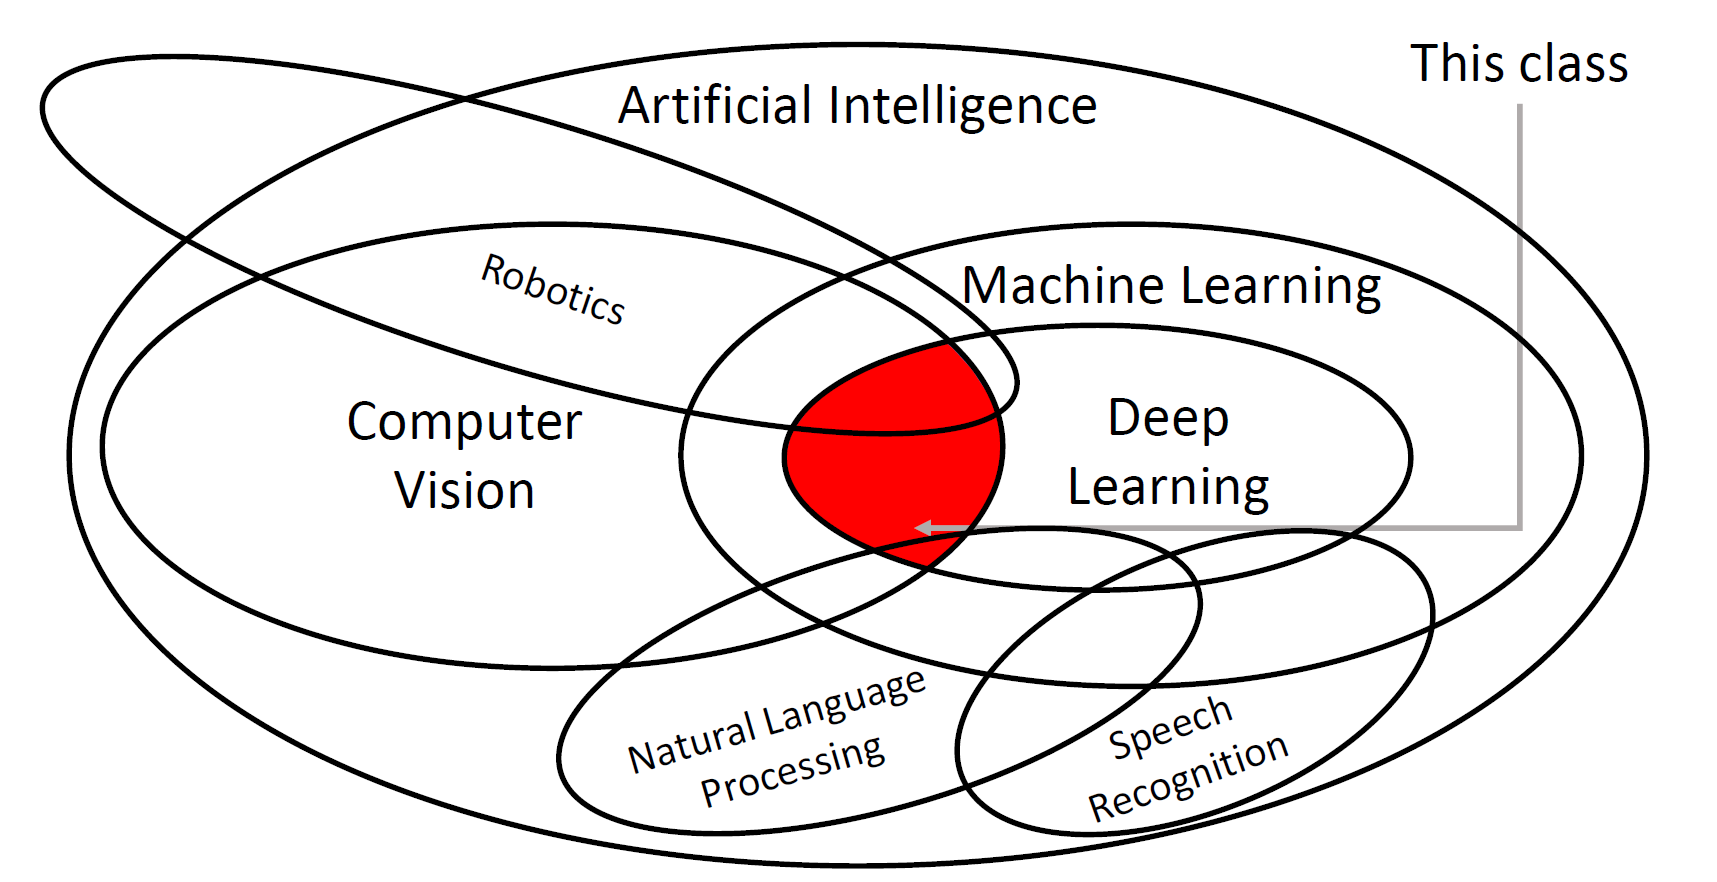 This class
Artificial Intelligence
Robotics
Machine Learning
Computer
Vision
Deep
Learning
Natural Language
Processing
Speech
Recognition